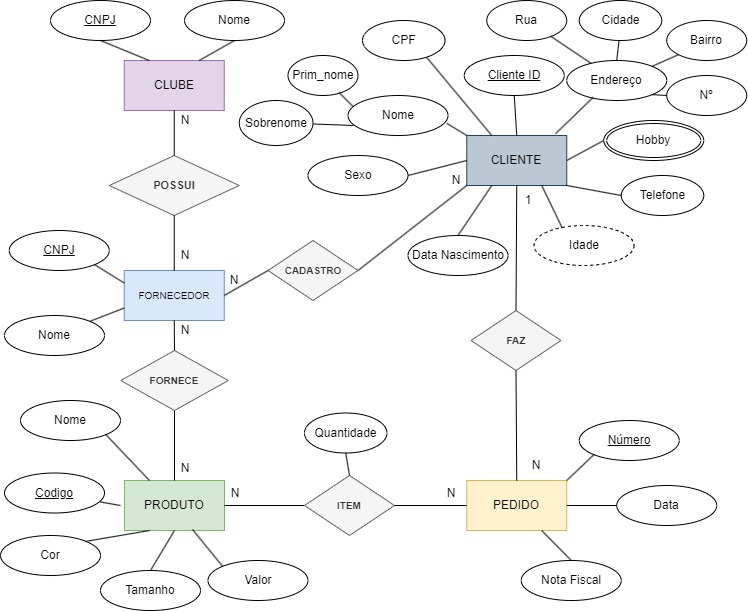 CNPJ
Nome
Rua
Cidade
CPF
Bairro
Prim_nome
Cliente ID
Endereço
CLUBE
Nº
Sobrenome
Nome
N
Hobby
CLIENTE
Sexo
N
POSSUI
Telefone
1
CNPJ
N
Data Nascimento
Idade
N
CADASTRO
FORNECEDOR
N
Nome
FAZ
FORNECE
Nome
Quantidade
Número
N
N
Codigo
N
N
PRODUTO
ITEM
PEDIDO
Data
Cor
Tamanho
Valor
Nota Fiscal